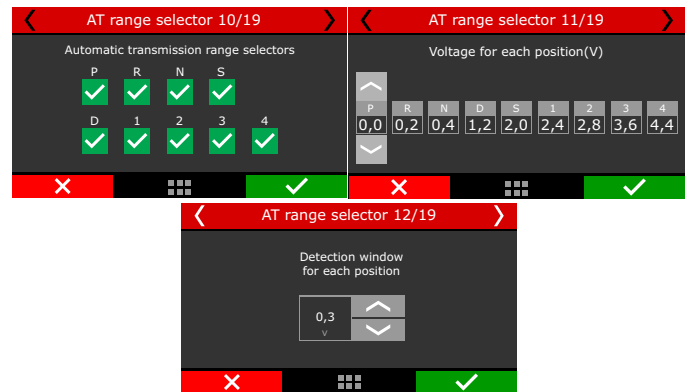 AT range selector 10/19
Automatic transmission range selectors
P R N S
D 1 2 3 4
AT range selector 11/19
Voltage for each position(V)
P R N D S 1 2 3 4
0,0 0,2 0,4 1,2 2,0 2,4 2,8 3,6 4,4
AT range selector 12/19
Detection window
for each position
0,3
v